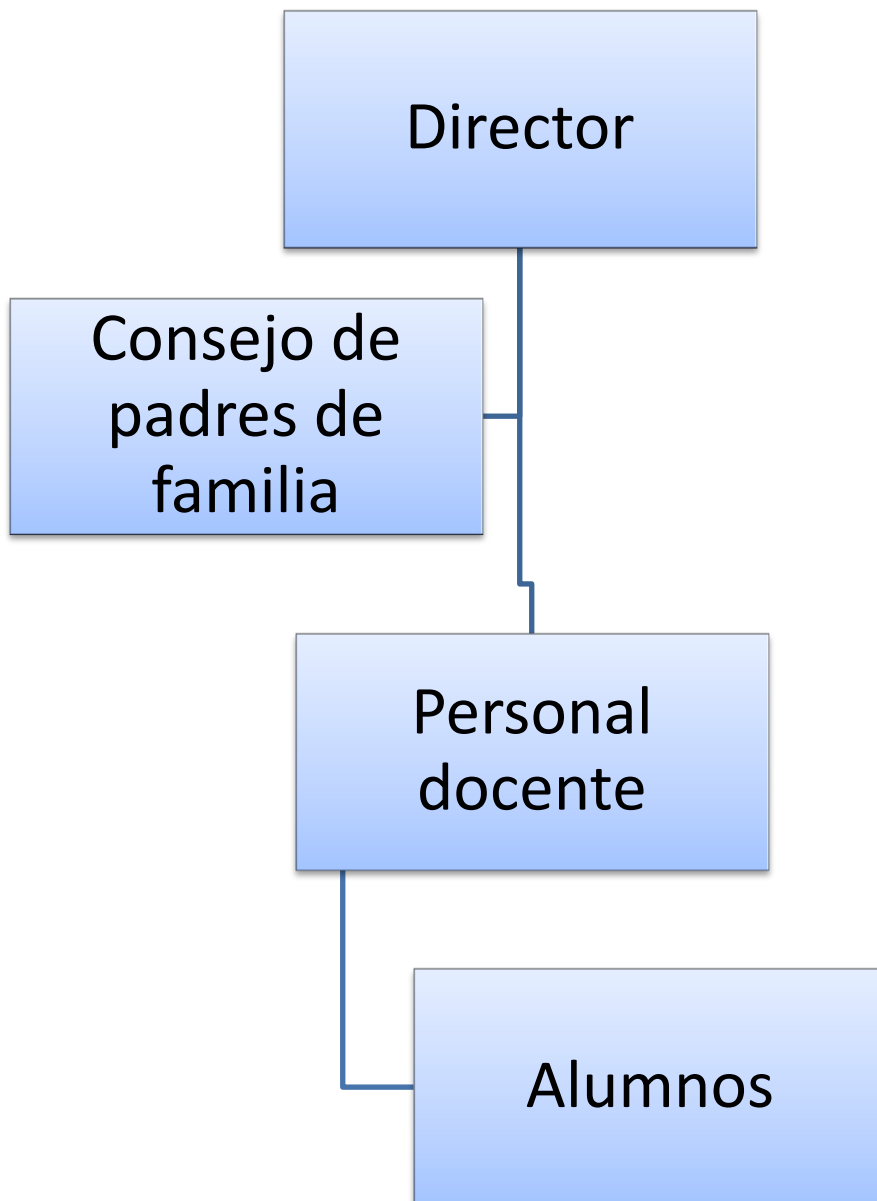 Director
Consejo de
padres de
familia
Personal
docente
Alumnos